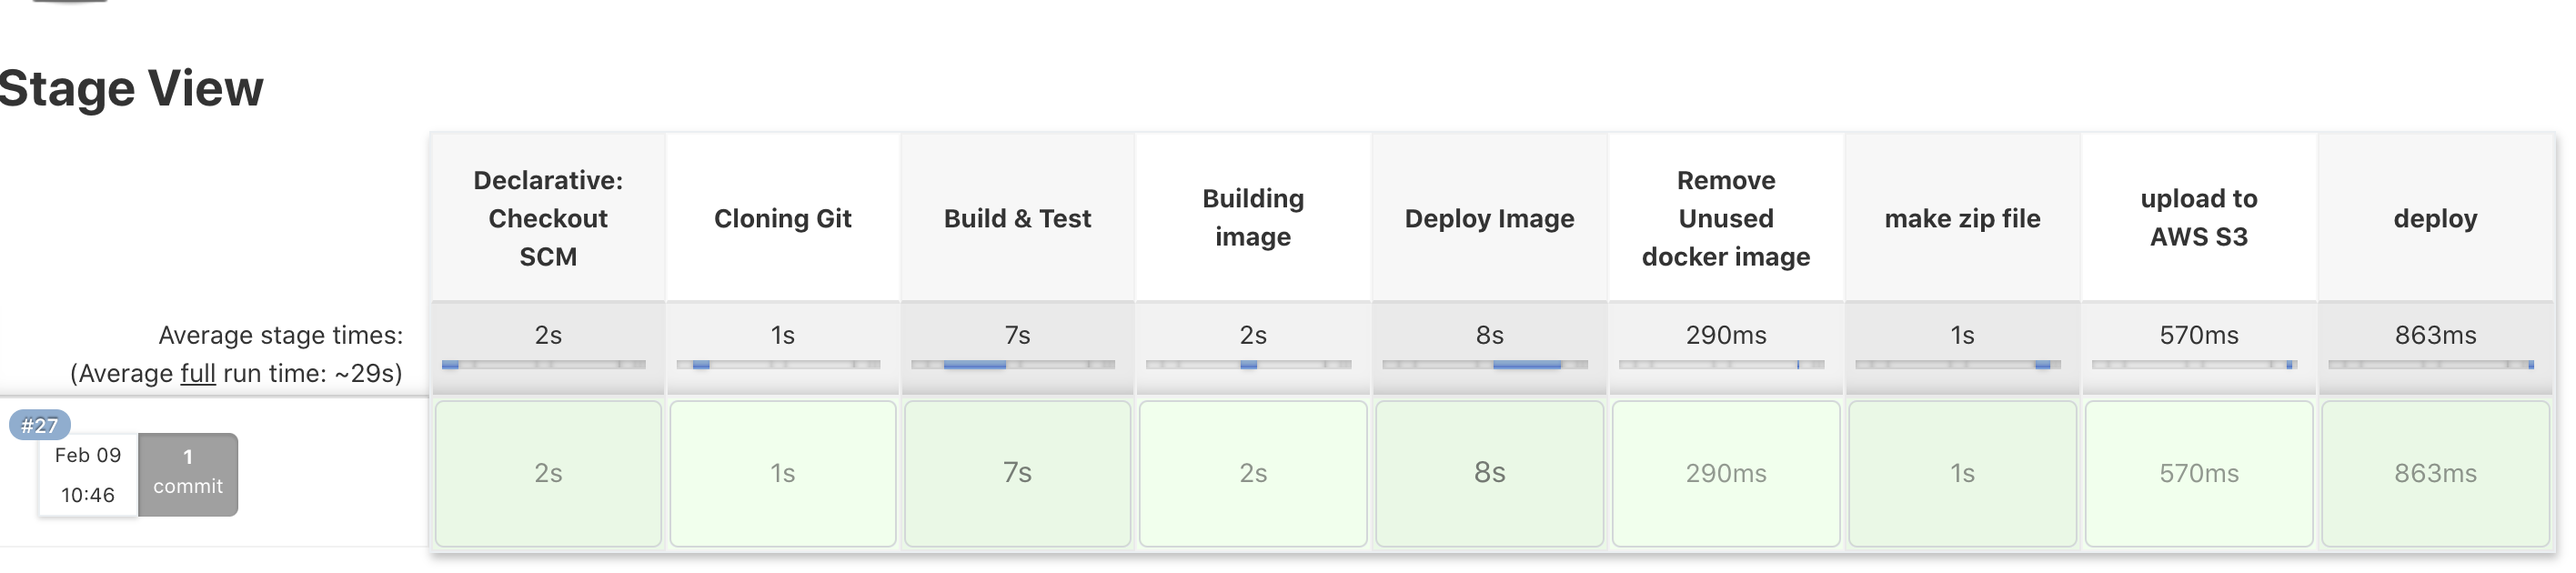 Stage View
Declarative:
Checkout
SCM
Cloning Git
Build & Test
Building
image
Deploy Image
Remove
Unused
docker image
make zip file
upload to
AWS S3
deploy
Average stage times:
(Average full run time: ~29s)
2s
1s
7s
2s
8s
290ms
1s
570ms
863ms
#27
Feb 09
10:46
1
commit
2s
1s
7s
2s
8s
290ms
1s
570ms
863ms